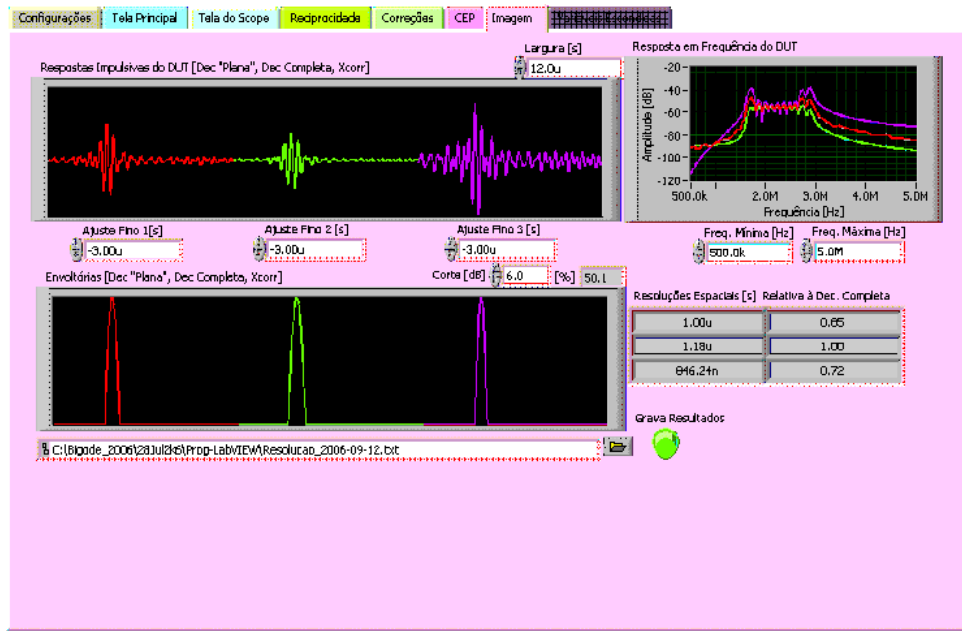 Configurações Tela Principal Tela do Scope Reciprocidade Correções CEP Imagem
Largura [s]
12.0u
Respostas Impulsivas do DUT [Dec "Plana", Dec Completa, Xcorr]
Resposta em Frequência do DUT
Amplitude [dB]
-20
-40
-60
-80
-100
-120
500.0k 2.0M 3.0M 4.0M 5.0M
Frequência [Hz]
Ajuste Fino 1[s] Ajuste Fino 2 [s] Ajuste Fino 3 [s]
-3.00u -3.00u -3.00u
Freq. Mínima [Hz] Freq. Máxima [Hz]
500.0k 5.0M
Envoltórias [Dec "Plana", Dec Completa, Xcorr]
Corte [dB] 6.0 [%] 50.1
Resoluções Espaciais [s] Relativa à Dec. Completa
1.00u 0.85
1.18u 1.00
846.24n 0.72
Grava Resultados
C:\Bigode_2006\28Jul2k6\Prog-LabVIEW\Resolucao_2006-09-12.txt